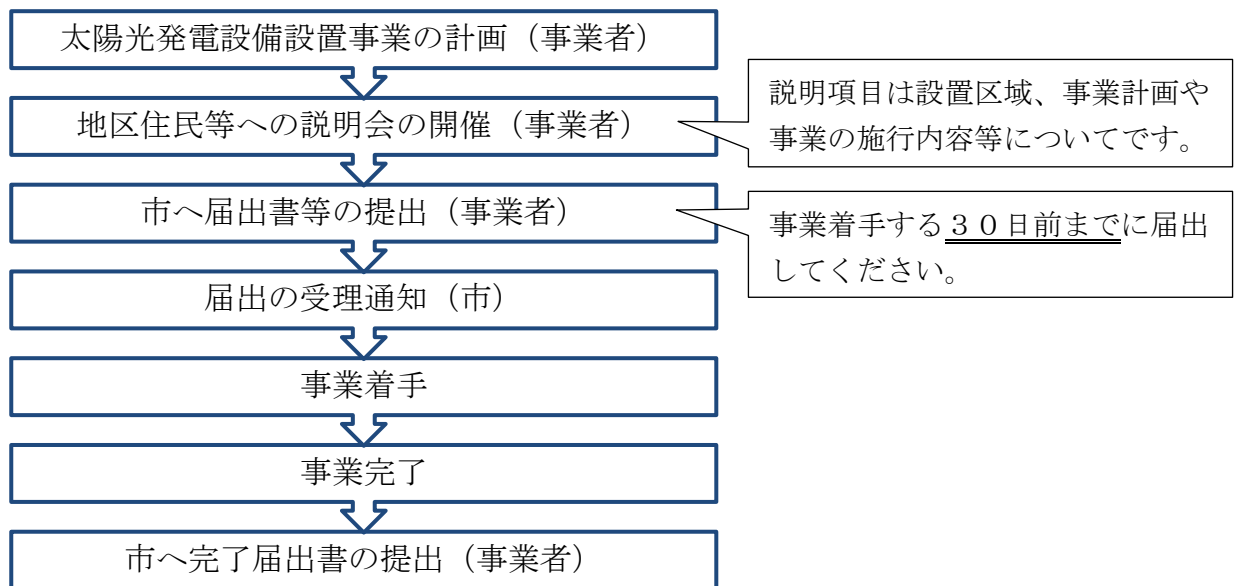 太陽光発電設備設置事業の計画（事業者）
地区住民等への説明会の開催（事業者）
説明項目は設置区域、事業計画や
事業の施行内容等についてです。
市へ届出書等の提出（事業者）
事業着手する３０日前までに届出
してください。
届出の受理通知（市）
事業着手
事業完了
市へ完了届出書の提出（事業者）